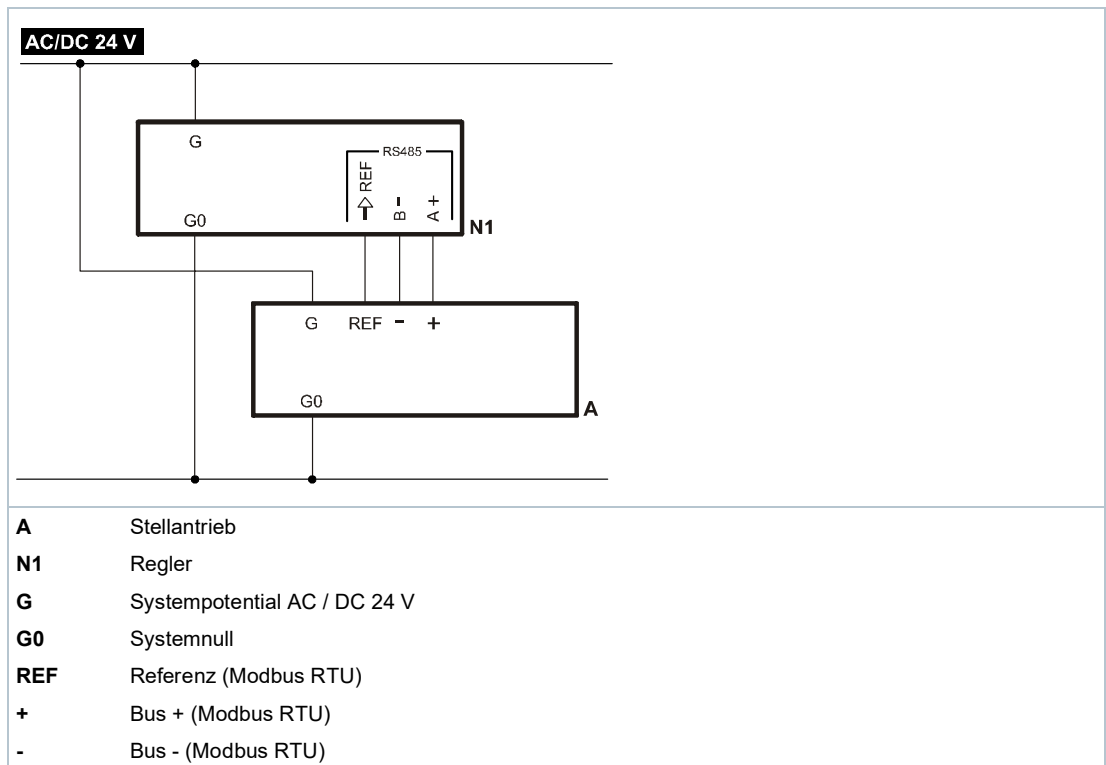 AC/DC 24 V
G
RS485
REF
B -
A +
G0
N1
G REF - +
G0
A
A Stellantrieb
N1 Regler
G Systempotential AC / DC 24 V
G0 Systemnull
REF Referenz (Modbus RTU)
+ Bus + (Modbus RTU)
- Bus - (Modbus RTU)